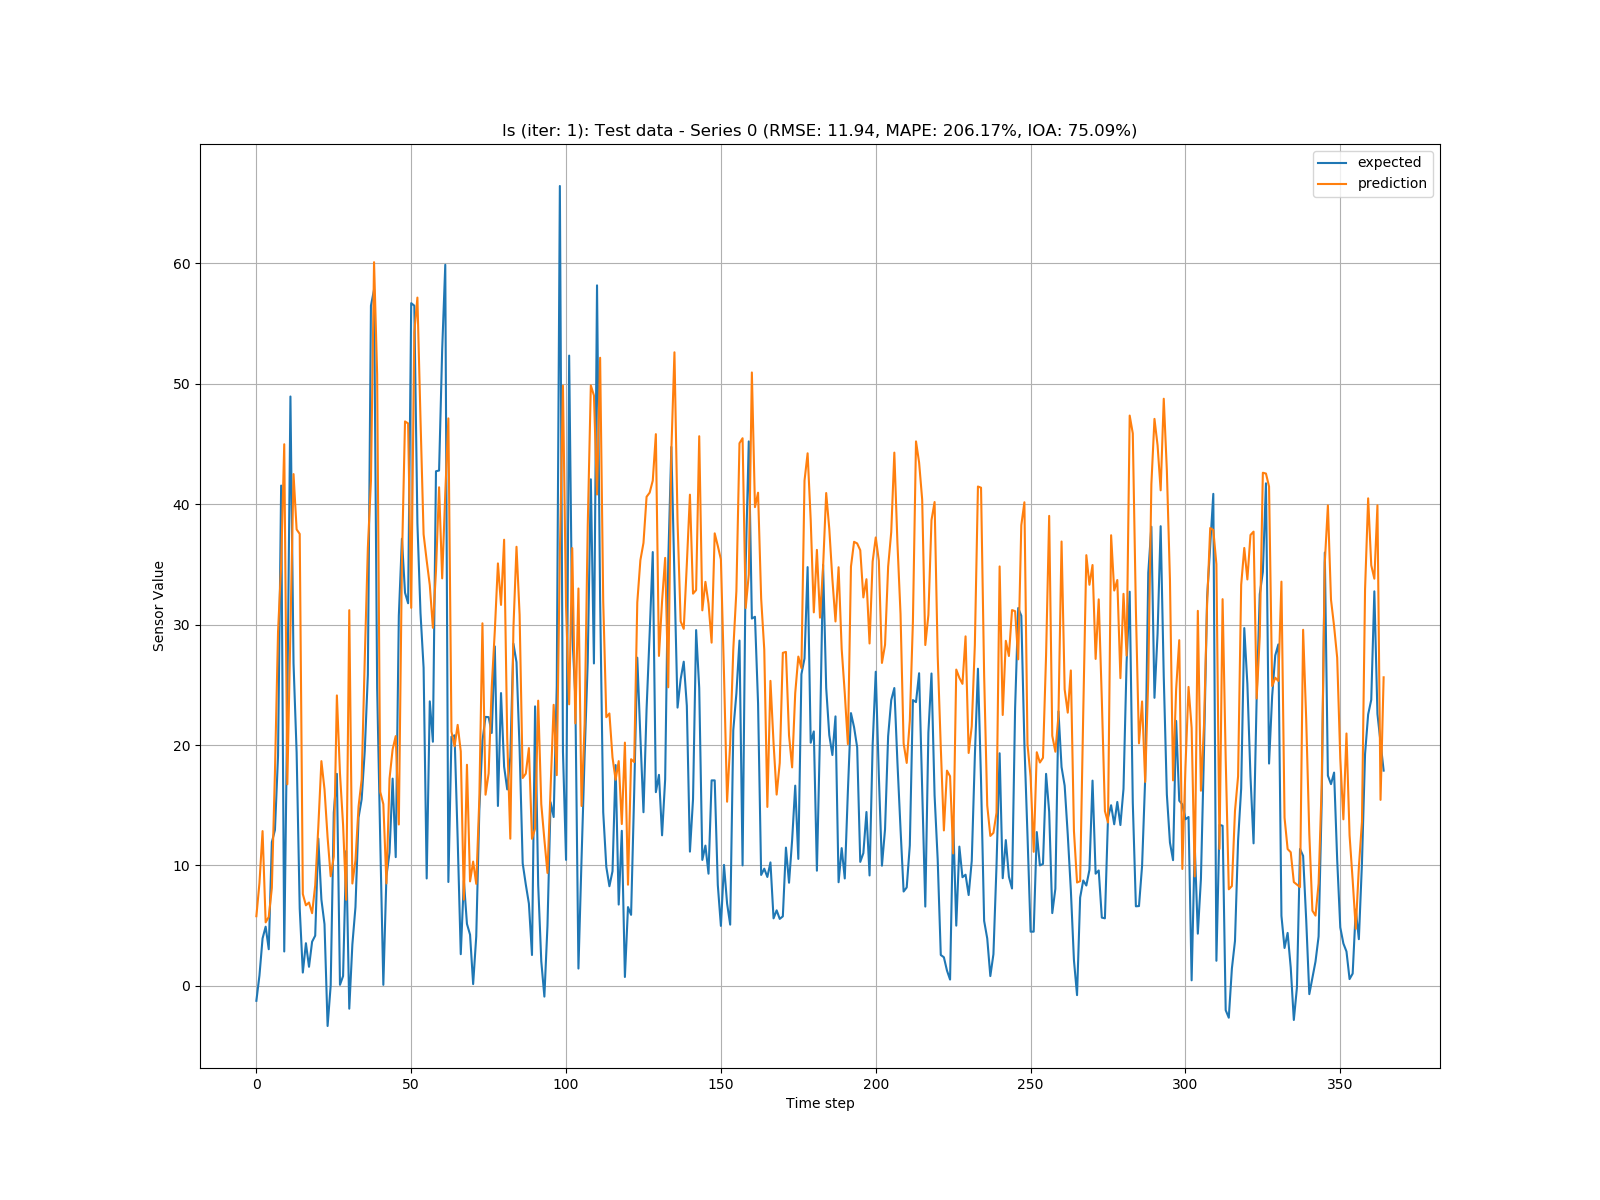 ls (iter: 1): Test data - Series 0 (RMSE: 11.94, MAPE: 206.17%, IOA: 75.09%)
expected
prediction
60
50
40
30
20
10
0
Sensor Value
0 50 100 150 200 250 300 350
Time step